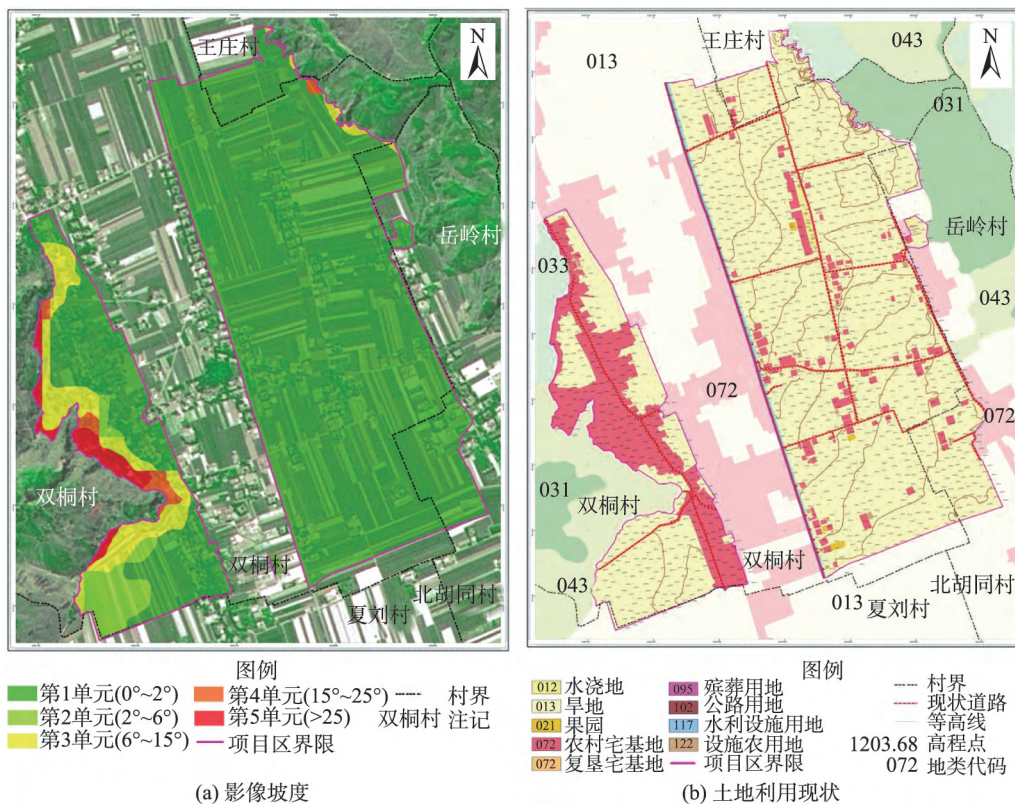 王庄村
N
岳岭村
双桐村
双桐村
北胡同村
夏刘村
图例
第1单元(0°~2°)
第2单元(2°~6°)
第3单元(6°~15°)
第4单元(15°~25°)
第5单元(>25)
项目区界限
村界
双桐村 注记
(a) 影像坡度
王庄村
043
N
013
031
岳岭村
033
043
072
072
031
双桐村
双桐村
043
北胡同村
013
夏刘村
图例
012 水浇地
013 旱地
021 果园
072 农村宅基地
072 复垦宅基地
095 殡葬用地
102 公路用地
117 水利设施用地
122 设施农用地
项目区界限
村界
现状道路
等高线
1203.68 高程点
072 地类代码
(b) 土地利用现状